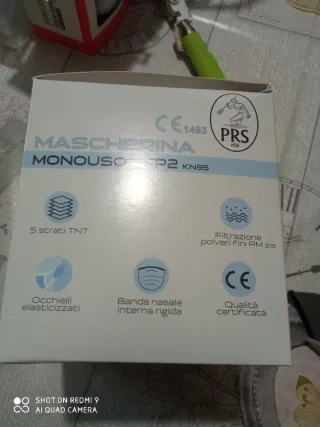 CE 1463
PRS
MASCHERINA
MONOUSO FFP2 KN95
5 strati TNT
Filtrazione
polveri fini PM 2.5
Occhielli
elasticizzati
Banda nasale
interna rigida
CE
Qualità
certificata
SHOT ON REDMI 9
AI QUAD CAMERA